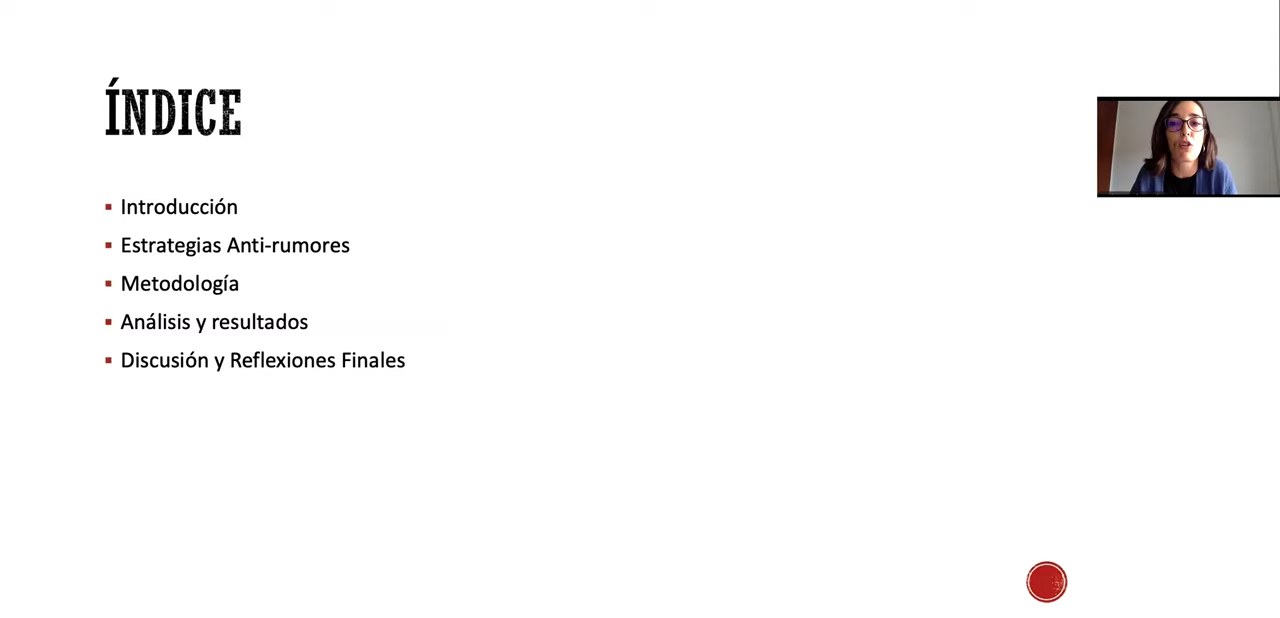 ÍNDICE
Introducción
Estrategias Anti-rumores
Metodología
Análisis y resultados
Discusión y Reflexiones Finales